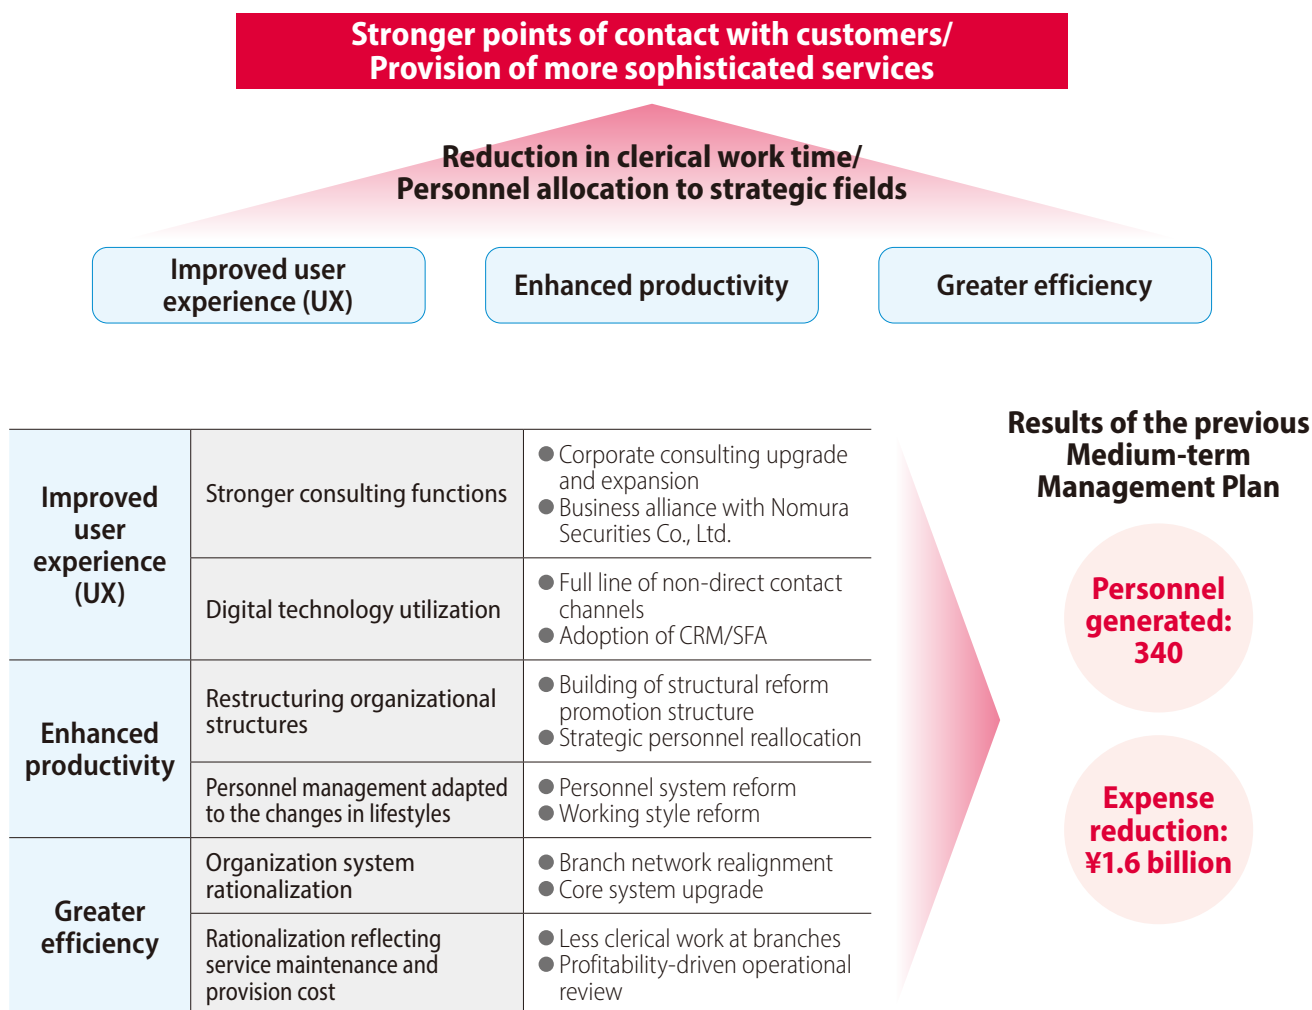 Stronger points of contact with customers/
Provision of more sophisticated services
Reduction in clerical work time/
Personnel allocation to strategic fields
Improved user
experience (UX)
Enhanced productivity
Greater efficiency
Improved
user
experience
(UX)
Stronger consulting functions
● Corporate consulting upgrade
and expansion
● Business alliance with Nomura
Securities Co., Ltd.
Digital technology utilization
● Full line of non-direct contact
channels
● Adoption of CRM/SFA
Enhanced
productivity
Restructuring organizational
structures
● Building of structural reform
promotion structure
● Strategic personnel reallocation
Personnel management adapted
to the changes in lifestyles
● Personnel system reform
● Working style reform
Greater
efficiency
Organization system
rationalization
● Branch network realignment
● Core system upgrade
Rationalization reflecting
service maintenance and
provision cost
● Less clerical work at branches
● Profitability-driven operational
review
Results of the previous
Medium-term
Management Plan
Personnel
generated:
340
Expense
reduction:
¥1.6 billion